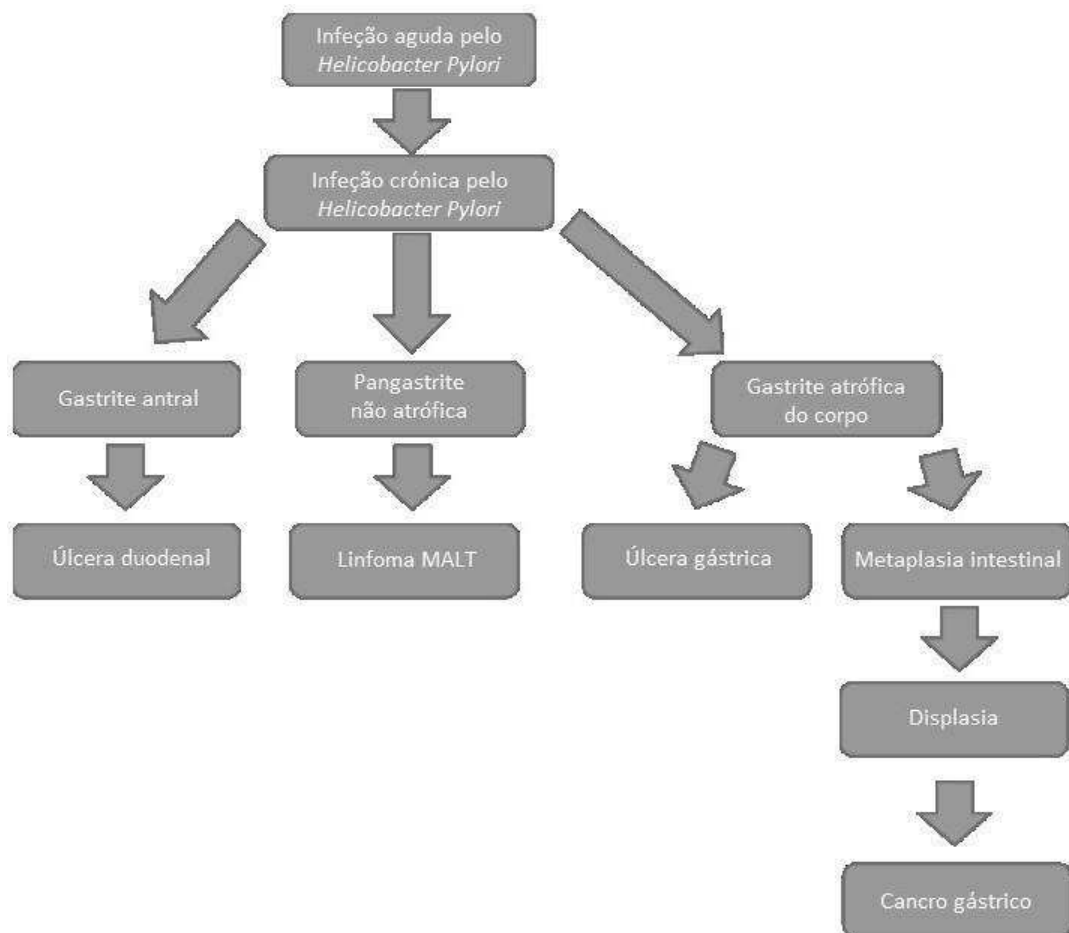 Infeção aguda pelo
Helicobacter Pylori
Infeção crónica pelo
Helicobacter Pylori
Gastrite antral
Pangastrite
não atrófica
Gastrite atrófica
do corpo
Úlcera duodenal
Linfoma MALT
Úlcera gástrica
Metaplasia intestinal
Displasia
Cancro gástrico